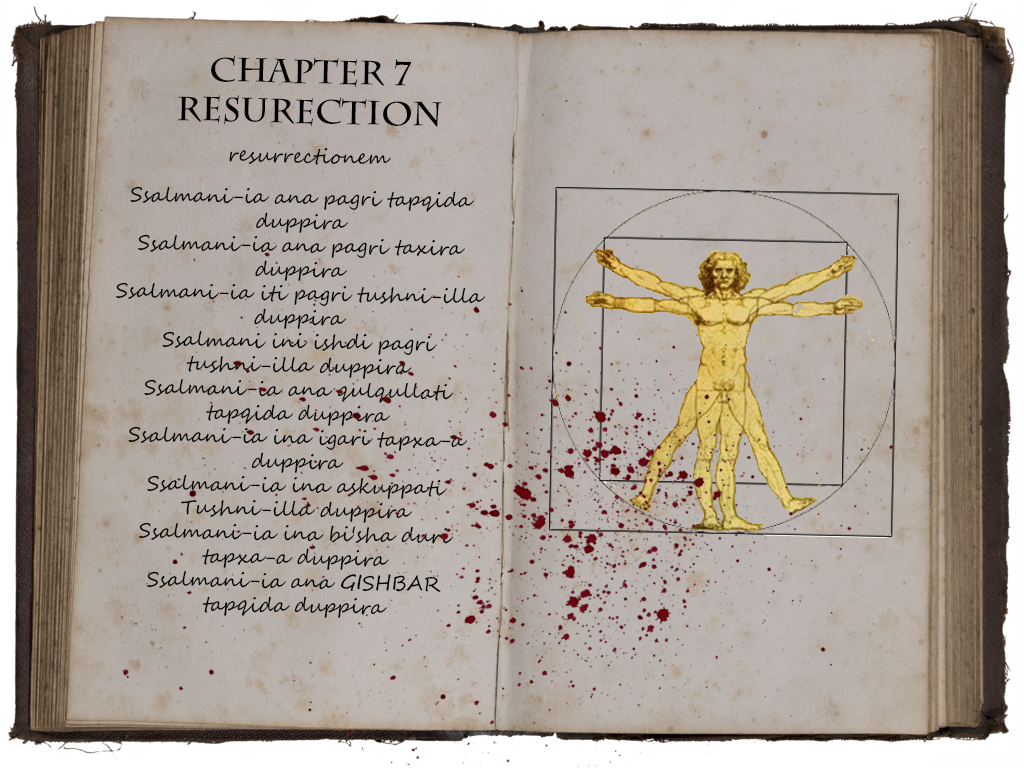 CHAPTER 7
RESURECTION
resurrectionem
Ssalmani-ia ana pagri tapqida
duppira
Ssalmani-ia ana pagri taxira
duppira
Ssalmani-ia iti pagri tushni-illa
duppira
Ssalmani ini ishdi pagri
tushni-illa duppira
Ssalmani-ia ana qulqullati
tapqida duppira
Ssalmani-ia ina igari tapxa-a
duppira
Ssalmani-ia ina askuppati
Tushni-illa duppira
Ssalmani-ia ina bi'sha duri
tapxa-a duppira
Ssalmani-ia ana GISHBAR
tapqida duppira